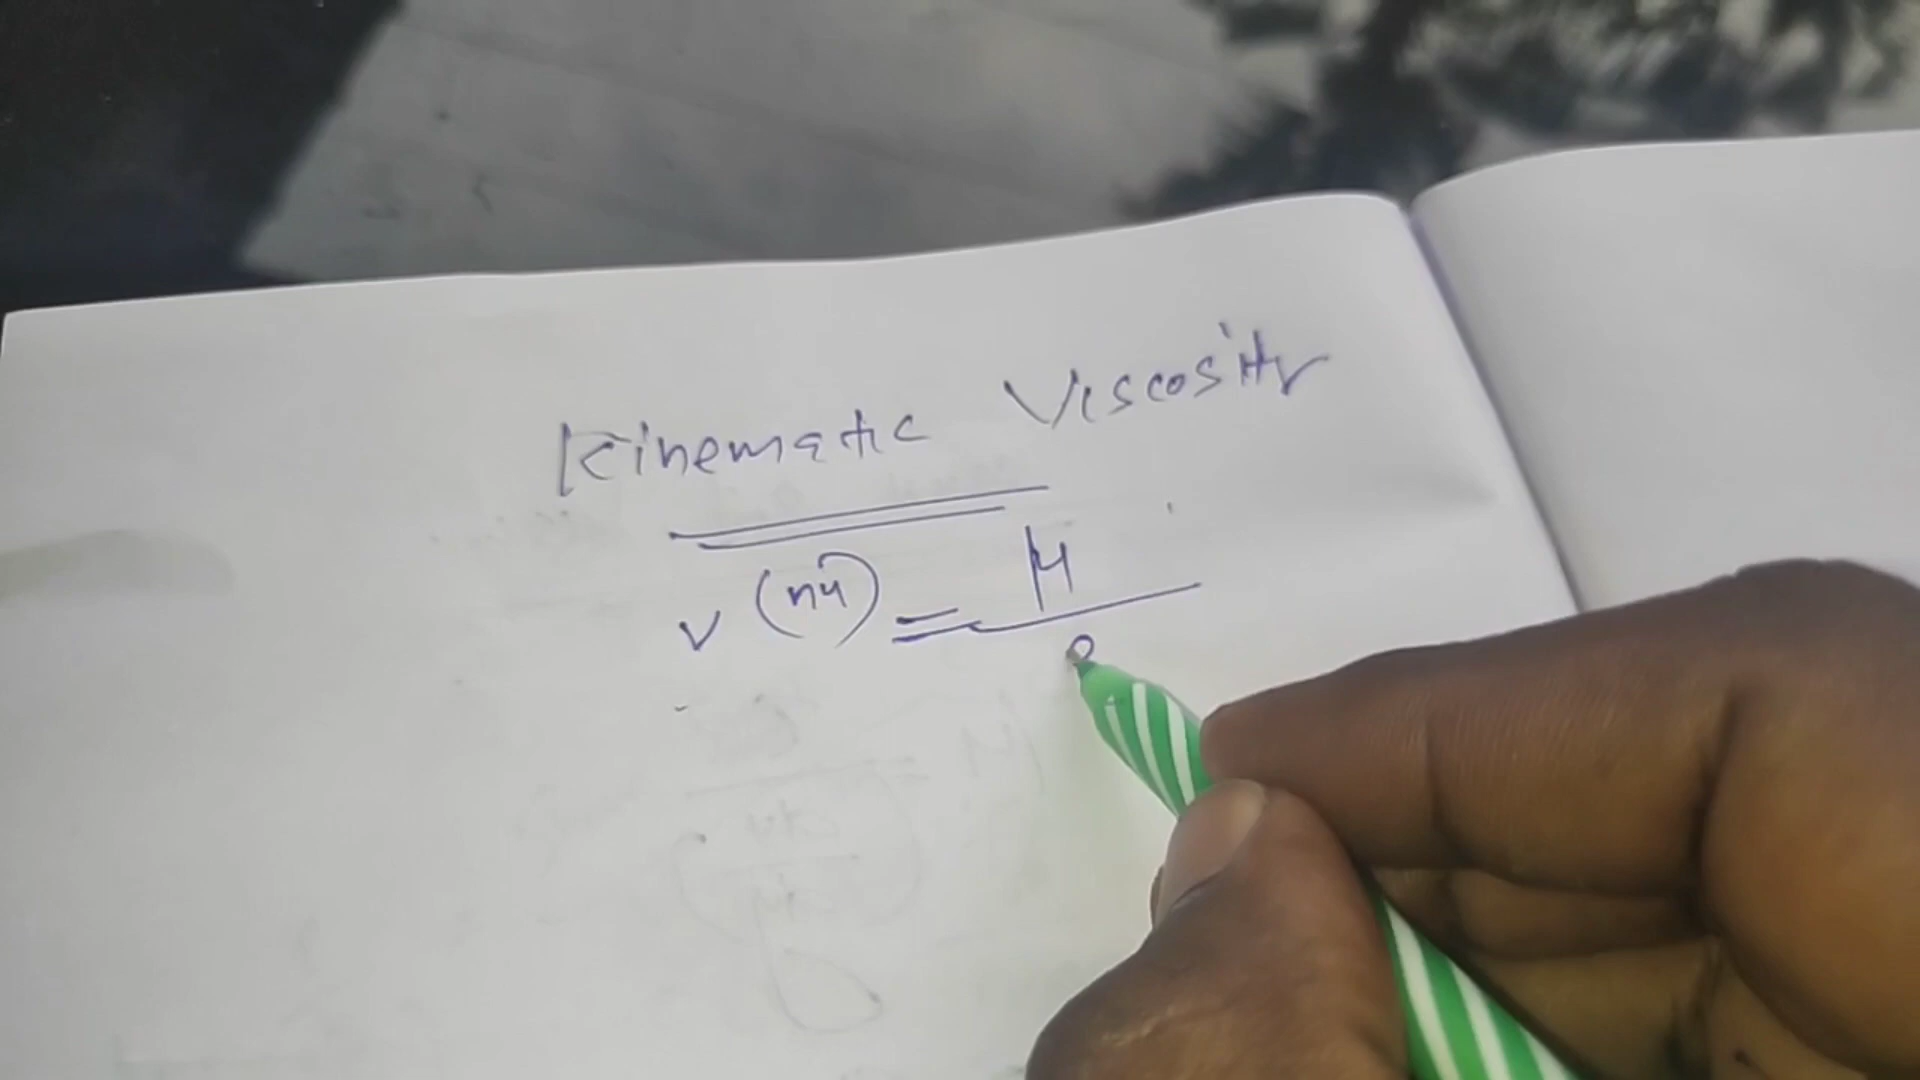 Kinematic Viscosity
ν (nu) = μ
ρ